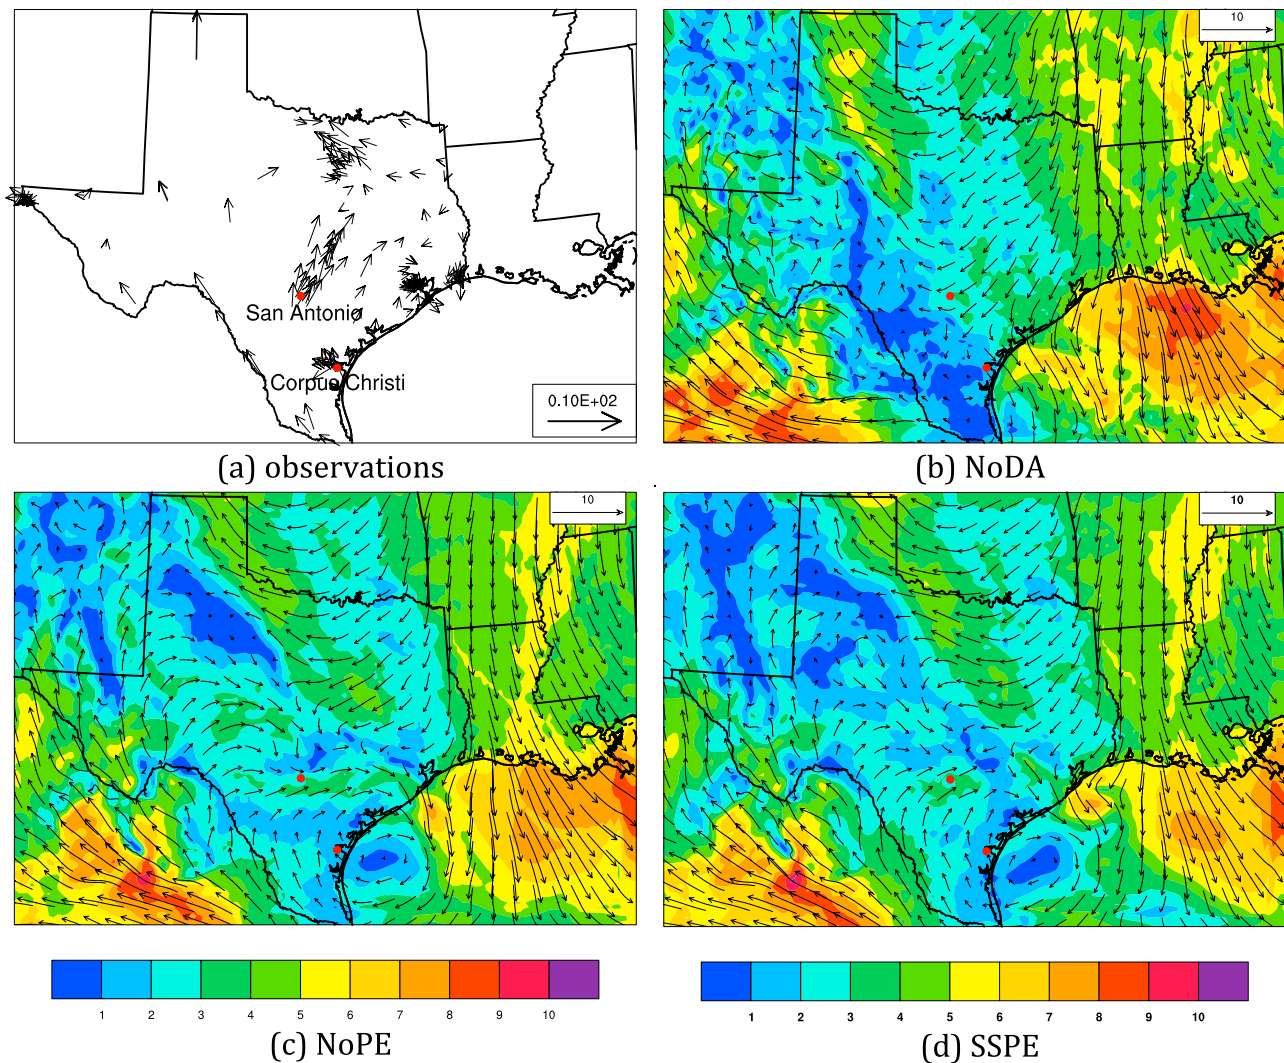 San Antonio
Corpus Christi
0.10E+02
(a) observations
10
(b) NoDA
10
10
1 2 3 4 5 6 7 8 9 10
(c) NoPE
1 2 3 4 5 6 7 8 9 10
(d) SSPE